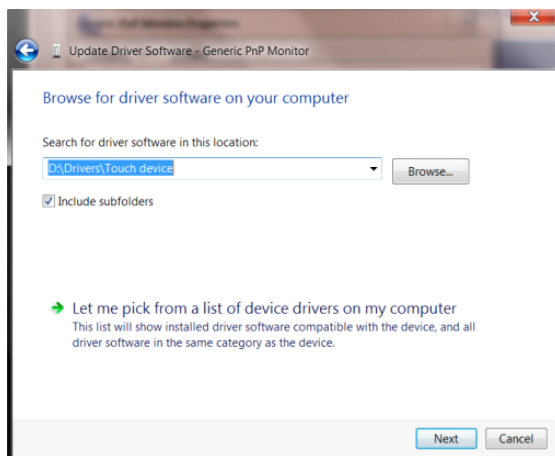 Update Driver Software - Generic PnP Monitor
Browse for driver software on your computer
Search for driver software in this location:
D:\Drivers\Touch device
Browse...
Include subfolders
Let me pick from a list of device drivers on my computer
This list will show installed driver software compatible with the device, and all
driver software in the same category as the device.
Next
Cancel